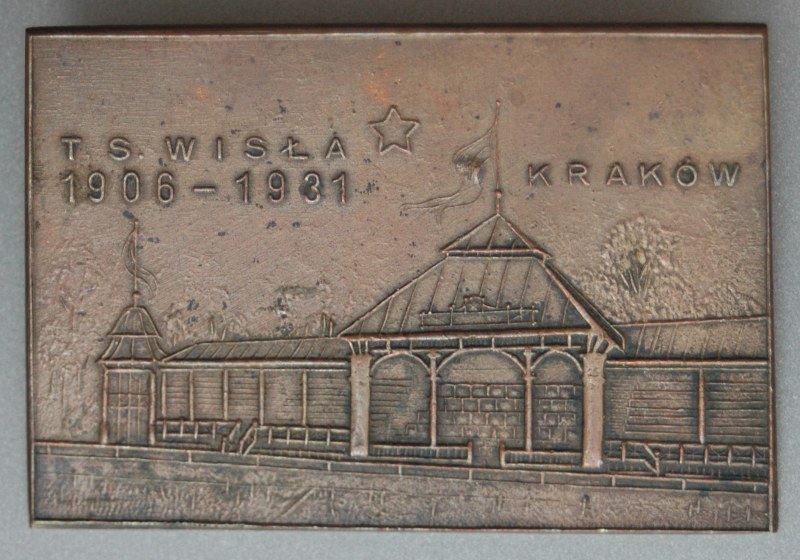 T. S. WISŁA
1906 – 1931
KRAKÓW